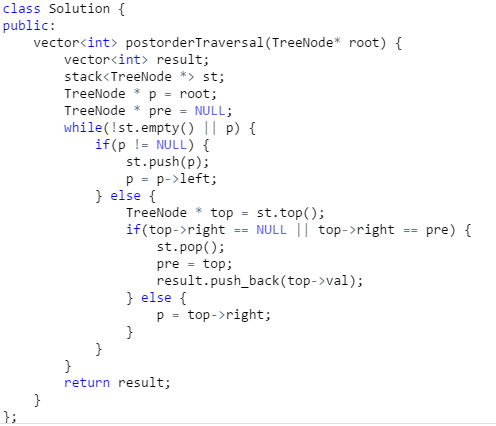 class Solution {
public:
    vector<int> postorderTraversal(TreeNode* root) {
        vector<int> result;
        stack<TreeNode *> st;
        TreeNode * p = root;
        TreeNode * pre = NULL;
        while(!st.empty() || p) {
            if(p != NULL) {
                st.push(p);
                p = p->left;
            } else {
                TreeNode * top = st.top();
                if(top->right == NULL || top->right == pre) {
                    st.pop();
                    pre = top;
                    result.push_back(top->val);
                } else {
                    p = top->right;
                }
            }
        }
        return result;
    }
};